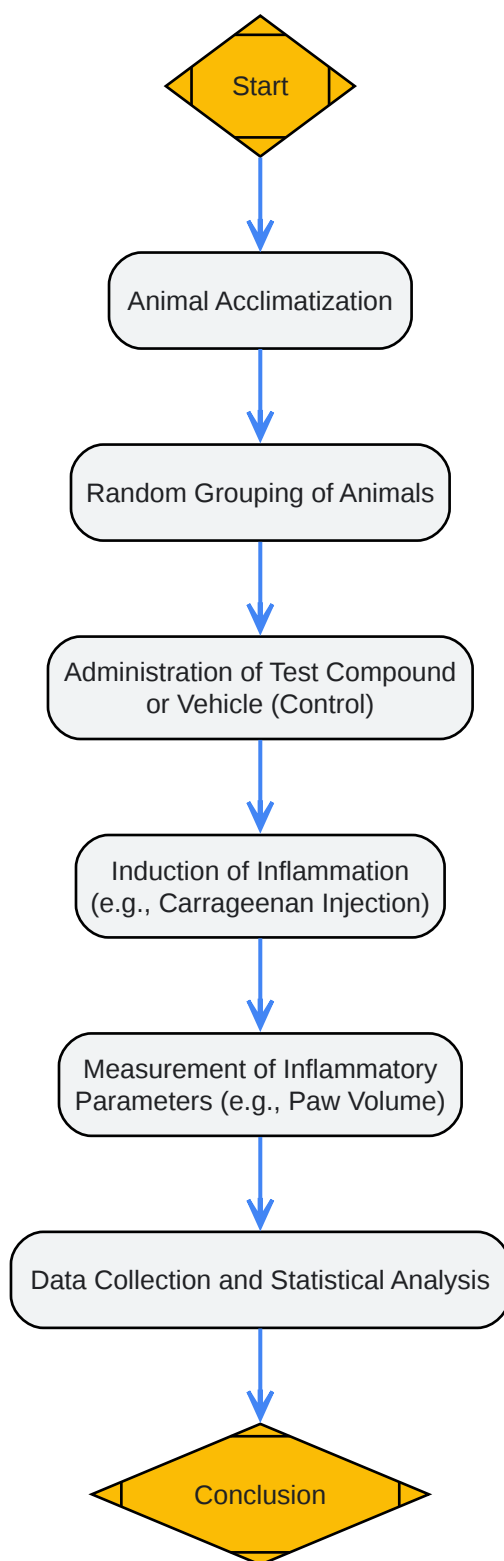 Start
Animal Acclimatization
Random Grouping of Animals
Administration of Test Compound
or Vehicle (Control)
Induction of Inflammation
(e.g., Carrageenan Injection)
Measurement of Inflammatory
Parameters (e.g., Paw Volume)
Data Collection and Statistical Analysis
Conclusion